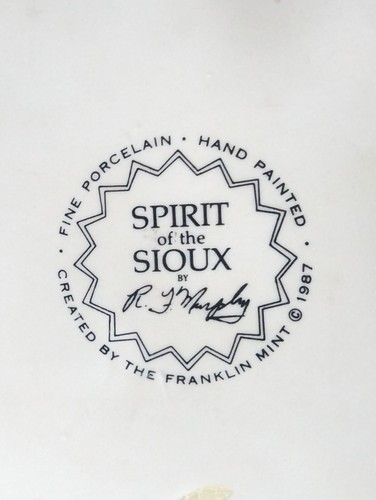 · FINE PORCELAIN · HAND PAINTED ·
SPIRIT
of the
SIOUX
BY
R. F. Murphy
CREATED BY THE FRANKLIN MINT © 1987